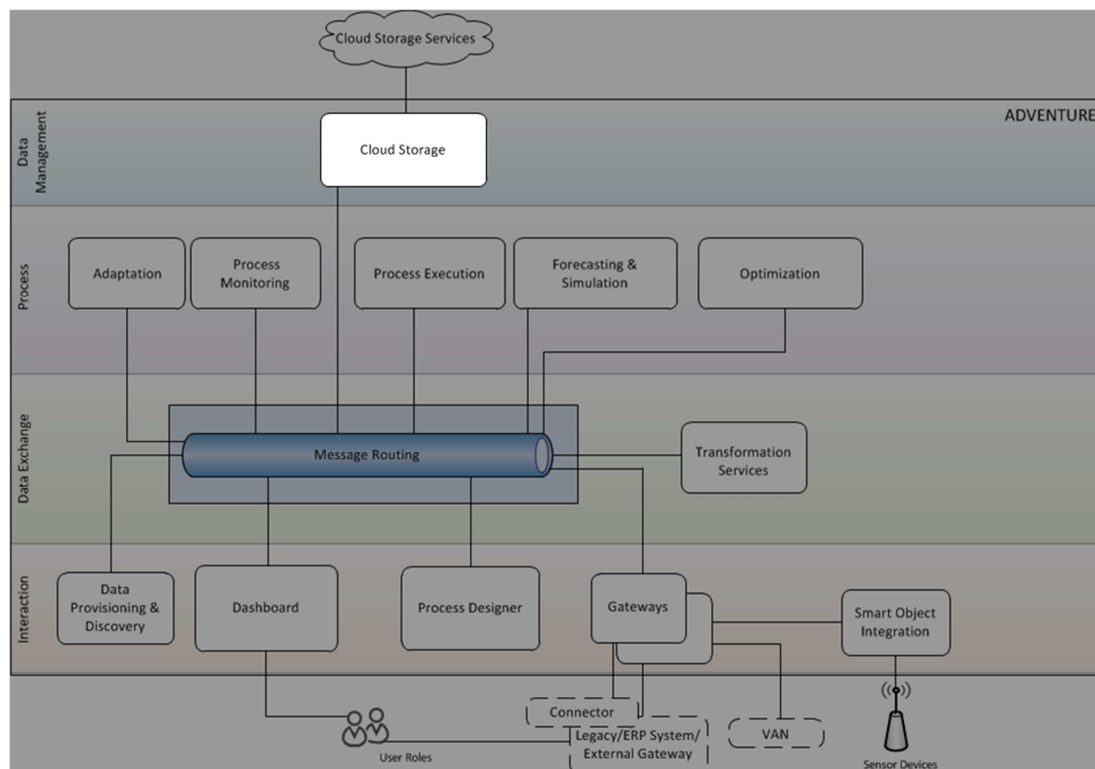 Cloud Storage Services
ADVENTURE
Data
Management
Cloud Storage
Process
Adaptation
Process
Monitoring
Process Execution
Forecasting &
Simulation
Optimization
Data Exchange
Message Routing
Transformation
Services
Interaction
Data
Provisioning &
Discovery
Dashboard
Process Designer
Gateways
Smart Object
Integration
Connector
Legacy/ERP System/
External Gateway
VAN
User Roles
Sensor Devices